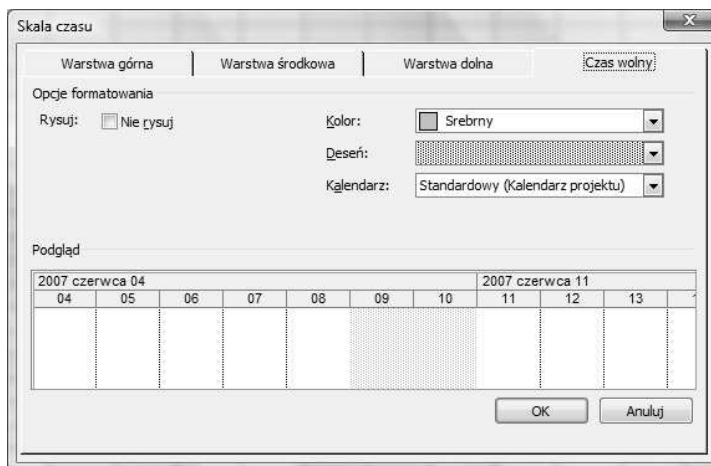 Skala czasu
Warstwa górna Warstwa środkowa Warstwa dolna Czas wolny
Opcje formatowania
Rysuj: Nie rysuj Kolor: Srebrny
Deseń:
Kalendarz: Standardowy (Kalendarz projektu)
Podgląd
2007 czerwca 04 2007 czerwca 11
04 05 06 07 08 09 10 11 12 13
OK Anuluj